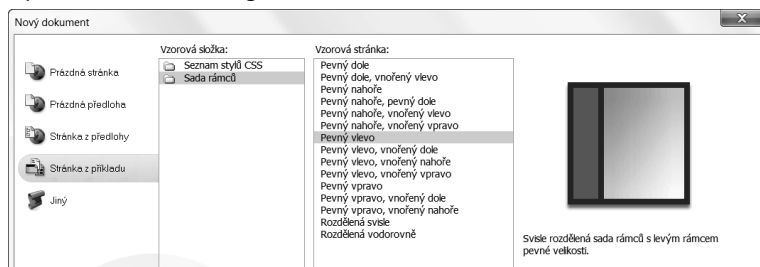 Nový dokument
X
Prázdná stránka
Prázdná předloha
Stránka z předlohy
Stránka z příkladu
Jiný
Vzorová složka:
Seznam stylů CSS
Sada rámců
Vzorová stránka:
Pevný dole
Pevný dole, vnořený vlevo
Pevný nahoře
Pevný nahoře, pevný dole
Pevný nahoře, vnořený vlevo
Pevný nahoře, vnořený vpravo
Pevný vlevo
Pevný vlevo, vnořený dole
Pevný vlevo, vnořený nahoře
Pevný vlevo, vnořený vpravo
Pevný vpravo
Pevný vpravo, vnořený dole
Pevný vpravo, vnořený nahoře
Rozdělená svisle
Rozdělená vodorovně
Svisle rozdělená sada rámců s levým rámcem
pevné velikosti.